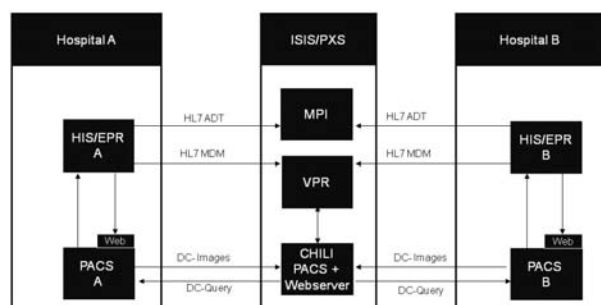 Hospital A
ISIS/PXS
Hospital B
HL7 ADT
MPI
HL7 ADT
HIS/EPR
A
HIS/EPR
B
HL7 MDM
VPR
HL7 MDM
Web
Web
PACS
A
DC- Images
CHILI
PACS +
Webserver
DC- Images
PACS
B
DC-Query
DC-Query